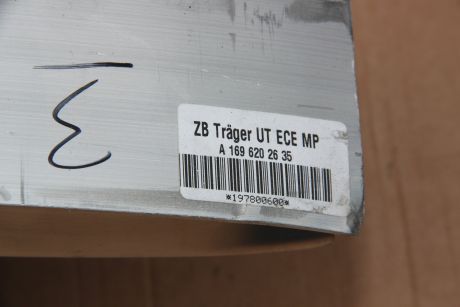 ZB Träger UT ECE MP
A 169 620 26 35
*197800600*